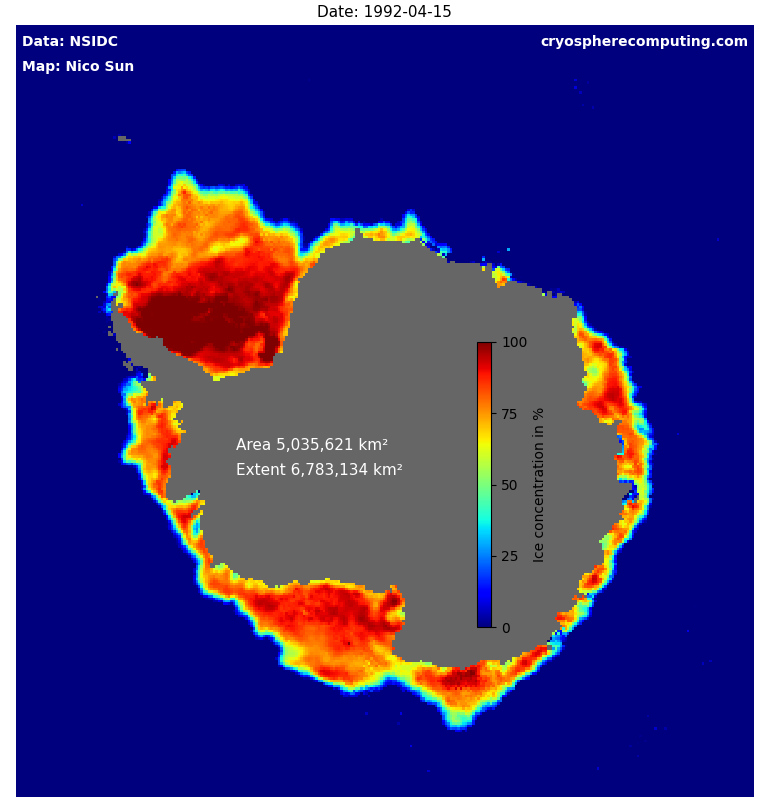 Date: 1992-04-15
Data: NSIDC
cryospherecomputing.com
Map: Nico Sun
100
75
50
25
0
Ice concentration in %
Area 5,035,621 km²
Extent 6,783,134 km²